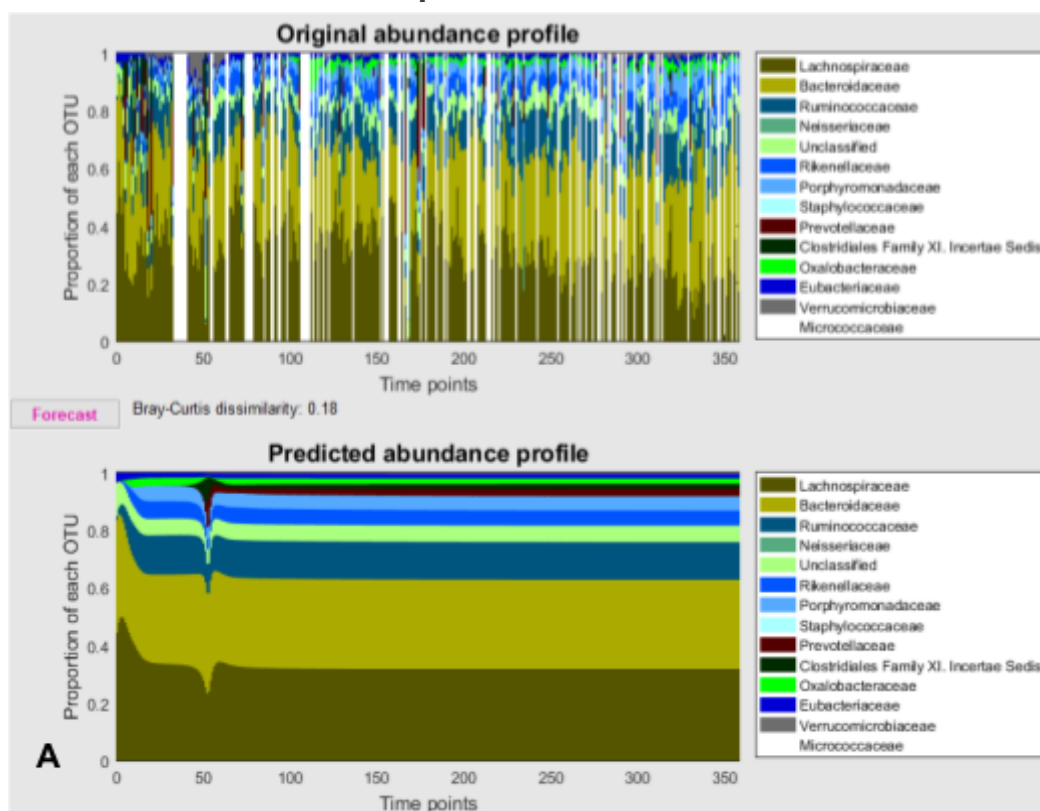 Original abundance profile
Proportion of each OTU
1
0.8
0.6
0.4
0.2
0
0 50 100 150 200 250 300 350
Time points
Lachnospiraceae
Bacteroidaceae
Ruminococcaceae
Neisseriaceae
Unclassified
Rikenellaceae
Porphyromonadaceae
Staphylococcaceae
Prevotellaceae
Clostridiales Family XI. Incertae Sedis
Oxalobacteraceae
Eubacteriaceae
Verrucomicrobiaceae
Micrococcaceae
Forecast Bray-Curtis dissimilarity: 0.18
Predicted abundance profile
Proportion of each OTU
1
0.8
0.6
0.4
0.2
0
0 50 100 150 200 250 300 350
Time points
Lachnospiraceae
Bacteroidaceae
Ruminococcaceae
Neisseriaceae
Unclassified
Rikenellaceae
Porphyromonadaceae
Staphylococcaceae
Prevotellaceae
Clostridiales Family XI. Incertae Sedis
Oxalobacteraceae
Eubacteriaceae
Verrucomicrobiaceae
Micrococcaceae
A